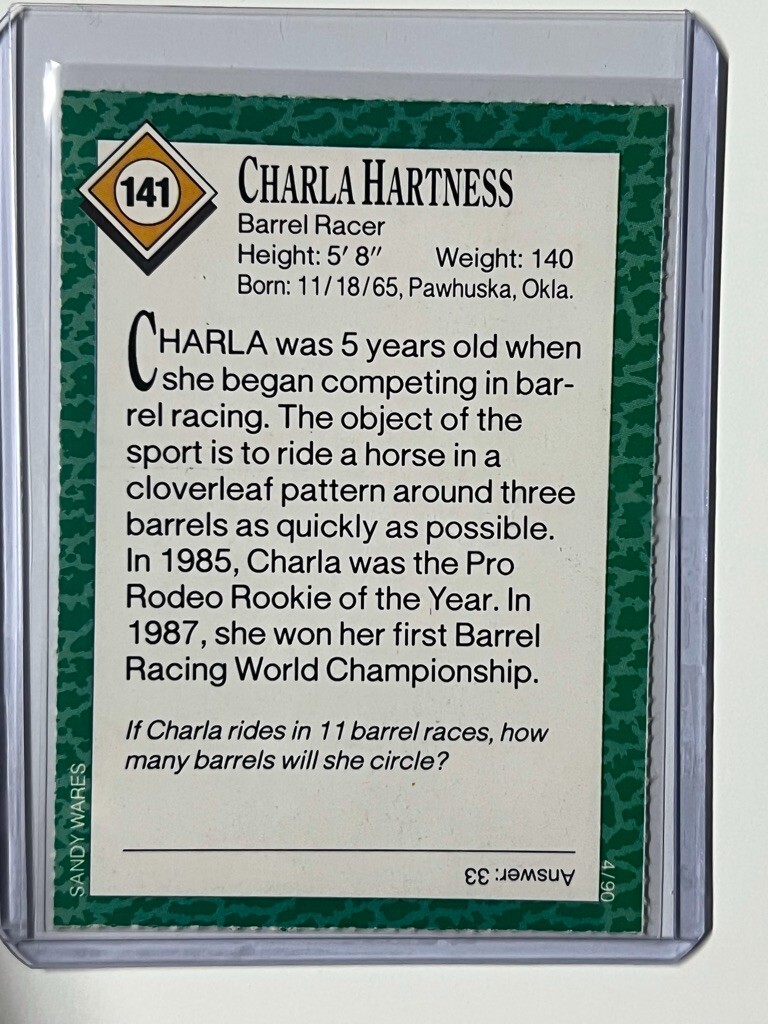 141
CHARLA HARTNESS
Barrel Racer
Height: 5′ 8″ Weight: 140
Born: 11/18/65, Pawhuska, Okla.
CHARLA was 5 years old when
she began competing in bar-
rel racing. The object of the
sport is to ride a horse in a
cloverleaf pattern around three
barrels as quickly as possible.
In 1985, Charla was the Pro
Rodeo Rookie of the Year. In
1987, she won her first Barrel
Racing World Championship.
If Charla rides in 11 barrel races, how
many barrels will she circle?
Answer: 33
SANDY WARES
4/90